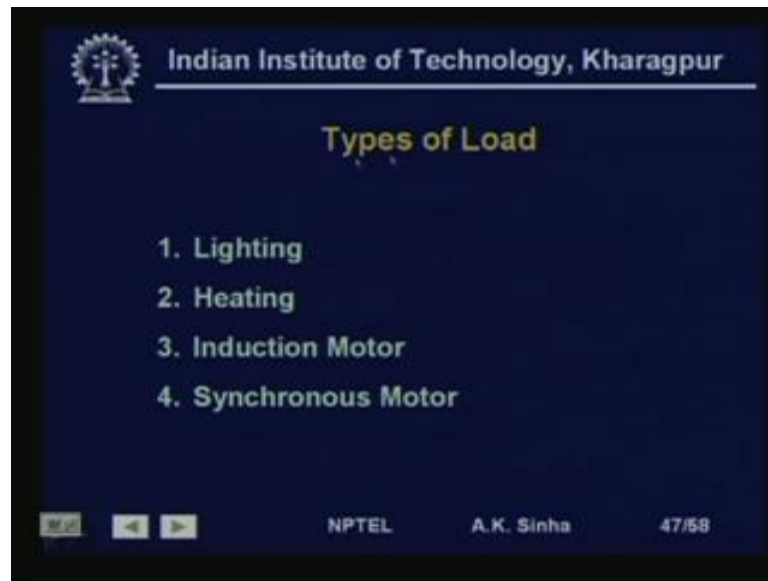 Indian Institute of Technology, Kharagpur
Types of Load
1. Lighting
2. Heating
3. Induction Motor
4. Synchronous Motor
NPTEL A.K. Sinha 47/58